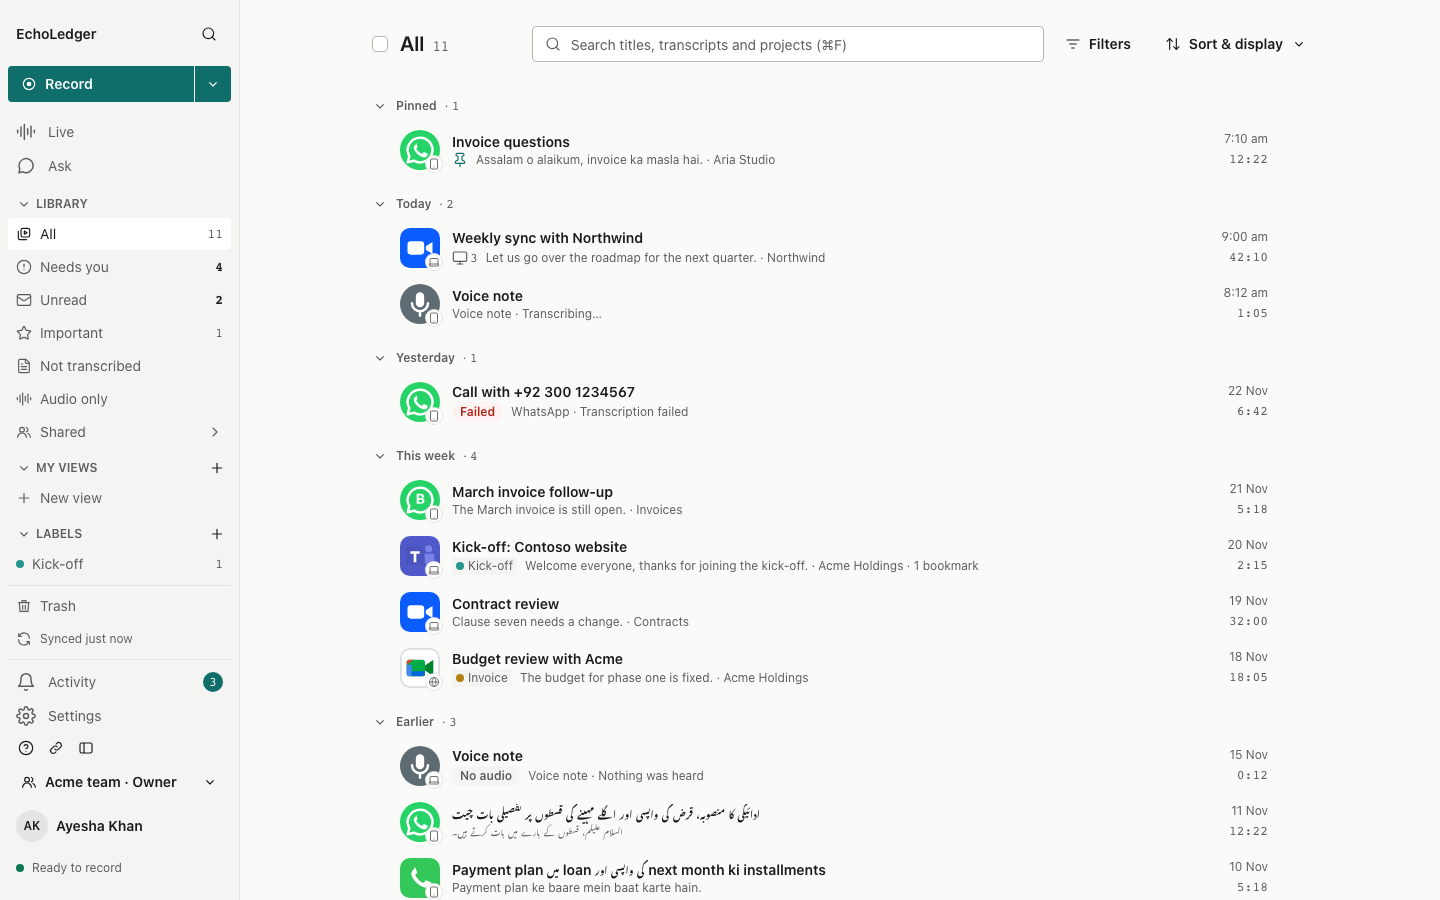 EchoLedger
Record
Live
Ask
LIBRARY
All 11
Needs you 4
Unread 2
Important 1
Not transcribed
Audio only
Shared
MY VIEWS
New view
LABELS
Kick-off 1
Trash
Synced just now
Activity 3
Settings
Acme team · Owner
AK Ayesha Khan
Ready to record
All 11
Search titles, transcripts and projects (⌘F)
Filters
Sort & display
Pinned · 1
Invoice questions 7:10 am
Assalam o alaikum, invoice ka masla hai. · Aria Studio 12:22
Today · 2
Weekly sync with Northwind 9:00 am
3 Let us go over the roadmap for the next quarter. · Northwind 42:10
Voice note 8:12 am
Voice note · Transcribing… 1:05
Yesterday · 1
Call with +92 300 1234567 22 Nov
Failed WhatsApp · Transcription failed 6:42
This week · 4
B
March invoice follow-up 21 Nov
The March invoice is still open. · Invoices 5:18
T
Kick-off: Contoso website 20 Nov
Kick-off Welcome everyone, thanks for joining the kick-off. · Acme Holdings · 1 bookmark 2:15
Contract review 19 Nov
Clause seven needs a change. · Contracts 32:00
Budget review with Acme 18 Nov
Invoice The budget for phase one is fixed. · Acme Holdings 18:05
Earlier · 3
Voice note 15 Nov
No audio Voice note · Nothing was heard 0:12
ادائیگی کا منصوبہ، قرض کی واپسی اور اگلے مہینے کی قسطوں پر تفصیلی بات چیت 11 Nov
السلام علیکم، قسطوں کے بارے میں بات کرتے ہیں۔ 12:22
Payment plan میں loan کی واپسی اور next month ki installments 10 Nov
Payment plan ke baare mein baat karte hain. 5:18